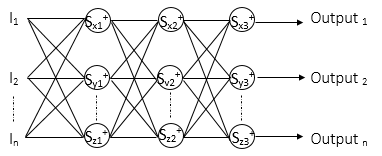 I₁ Sx1⁺ Sx2⁺ Sx3⁺ Output ₁
I₂ Sy1⁺ Sy2⁺ Sy3⁺ Output ₂
Iₙ Sz1⁺ Sz2⁺ Sz3⁺ Output ₙ